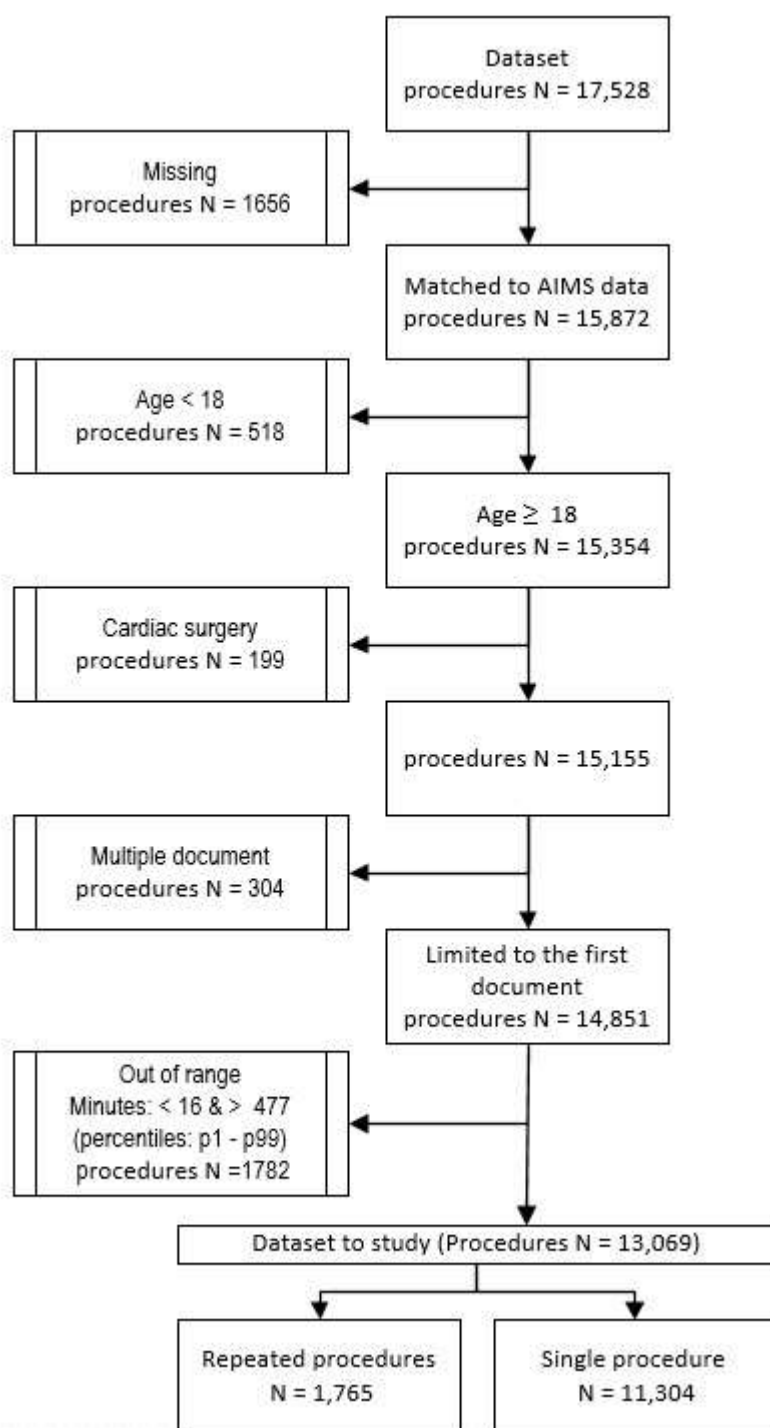 Dataset
procedures N = 17,528
Missing
procedures N = 1656
Matched to AIMS data
procedures N = 15,872
Age < 18
procedures N = 518
Age ≥ 18
procedures N = 15,354
Cardiac surgery
procedures N = 199
procedures N = 15,155
Multiple document
procedures N = 304
Limited to the first
document
procedures N = 14,851
Out of range
Minutes: < 16 & > 477
(percentiles: p1 - p99)
procedures N =1782
Dataset to study (Procedures N = 13,069)
Repeated procedures
N = 1,765
Single procedure
N = 11,304